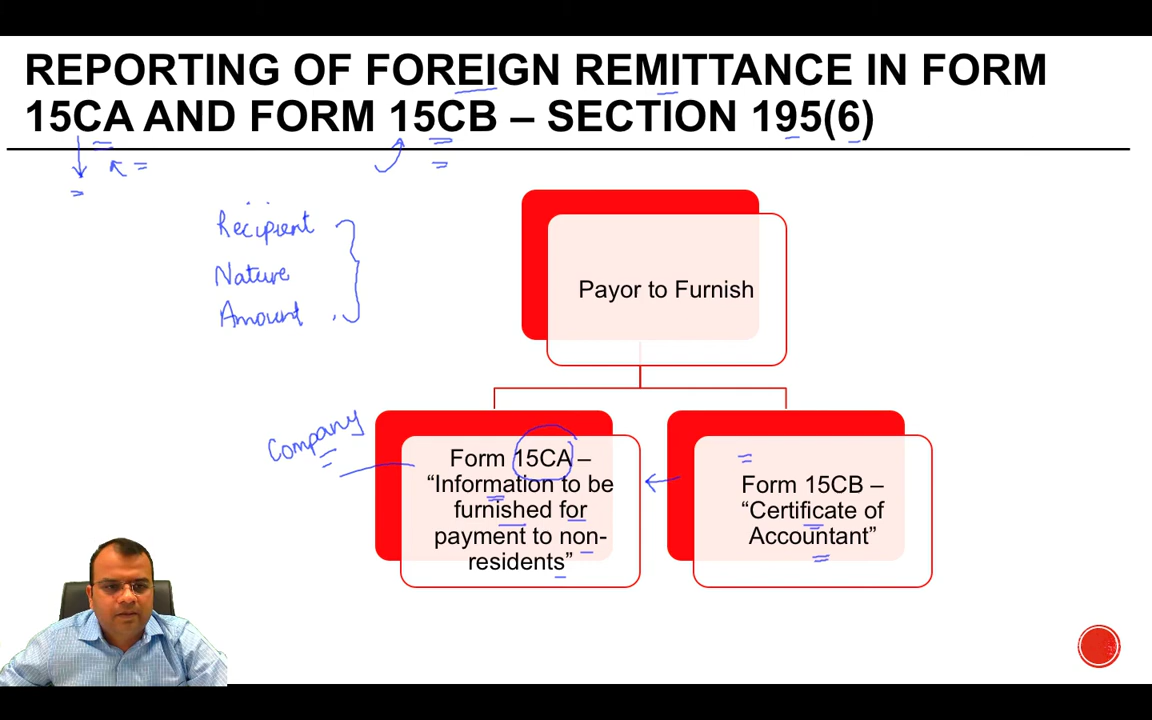 REPORTING OF FOREIGN REMITTANCE IN FORM
15CA AND FORM 15CB – SECTION 195(6)
Recipient
Nature
Amount
Payor to Furnish
Company
Form 15CA –
“Information to be
furnished for
payment to non-
residents”
Form 15CB –
“Certificate of
Accountant”